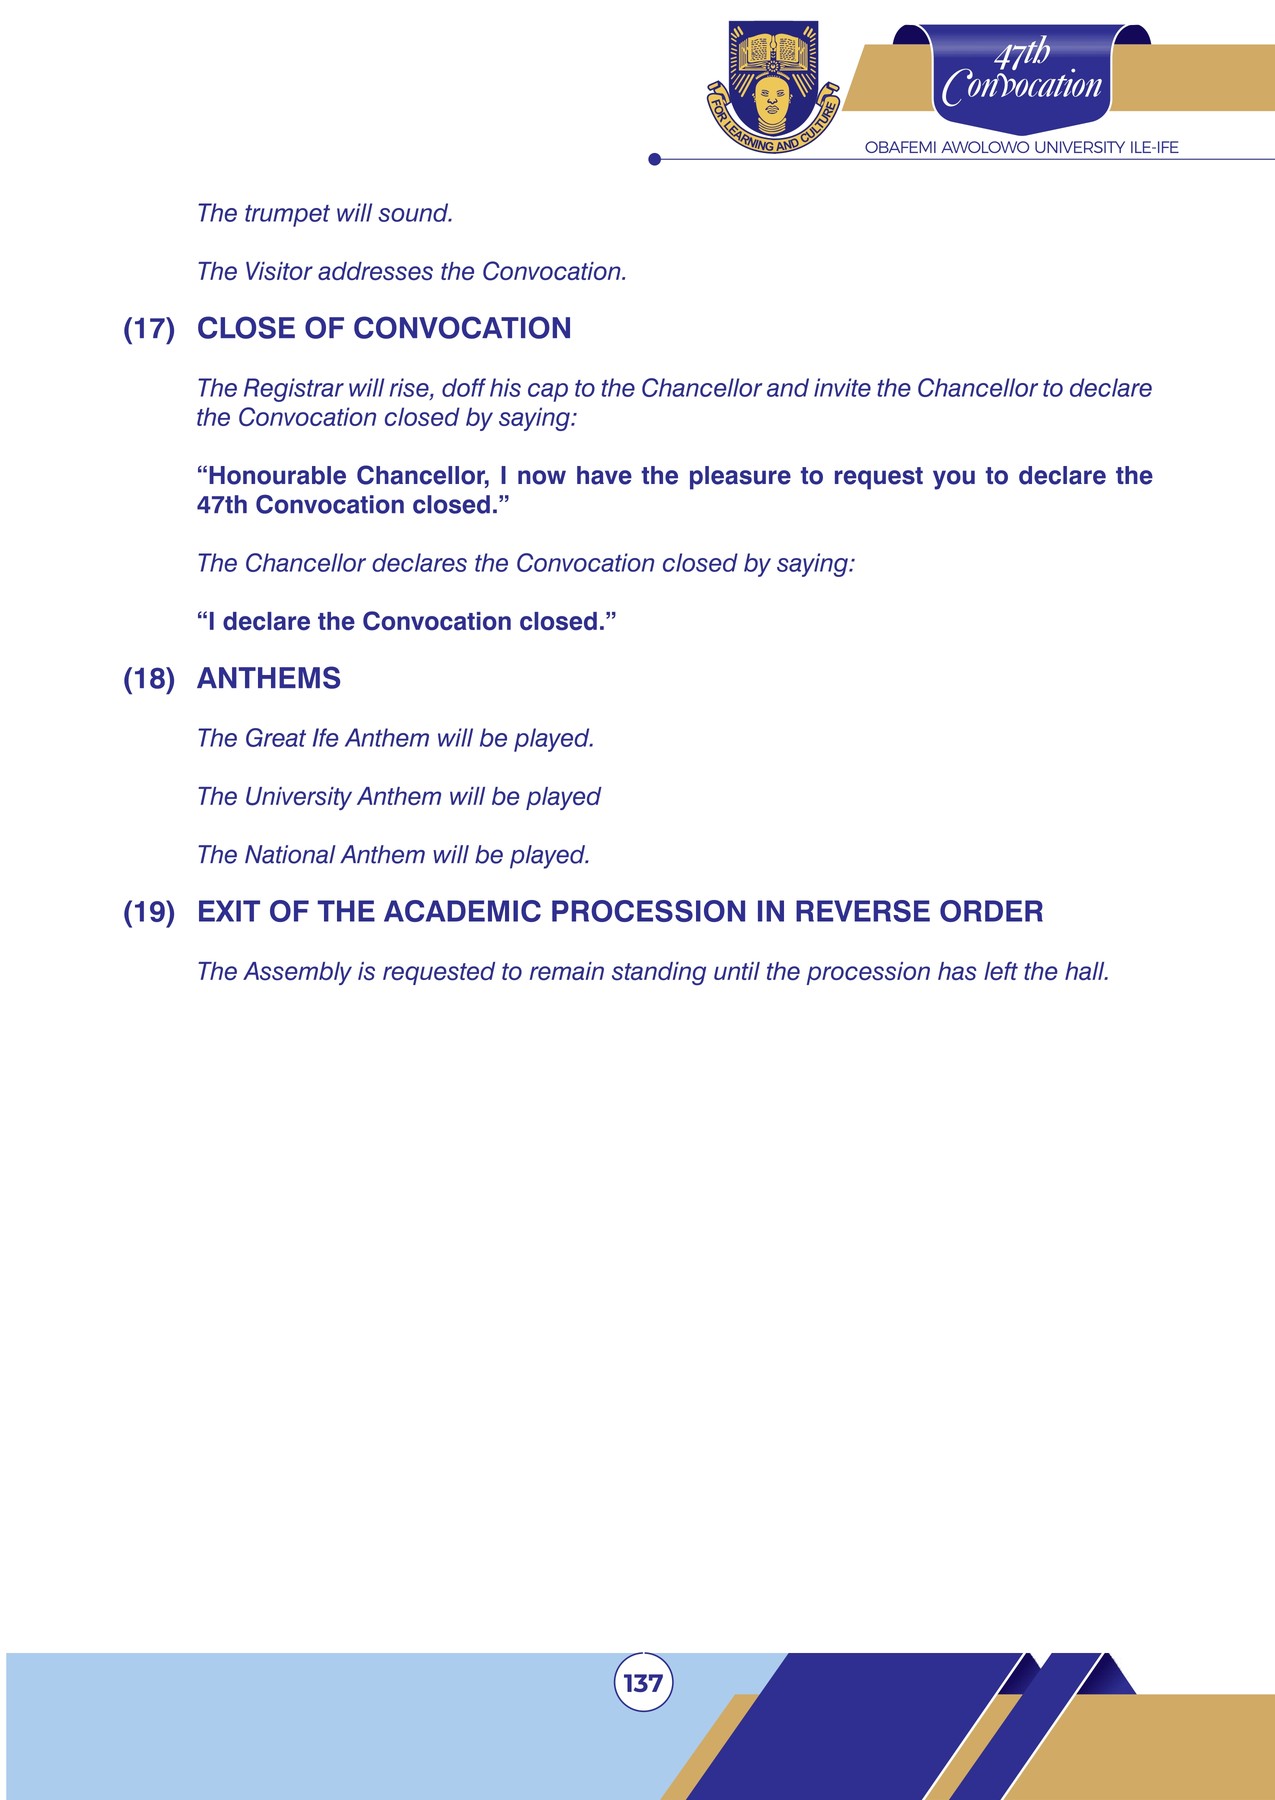 FOR LEARNING AND CULTURE
47th
Convocation
OBAFEMI AWOLOWO UNIVERSITY ILE-IFE
The trumpet will sound.
The Visitor addresses the Convocation.
(17) CLOSE OF CONVOCATION
The Registrar will rise, doff his cap to the Chancellor and invite the Chancellor to declare
the Convocation closed by saying:
“Honourable Chancellor, I now have the pleasure to request you to declare the
47th Convocation closed.”
The Chancellor declares the Convocation closed by saying:
“I declare the Convocation closed.”
(18) ANTHEMS
The Great Ife Anthem will be played.
The University Anthem will be played
The National Anthem will be played.
(19) EXIT OF THE ACADEMIC PROCESSION IN REVERSE ORDER
The Assembly is requested to remain standing until the procession has left the hall.
137